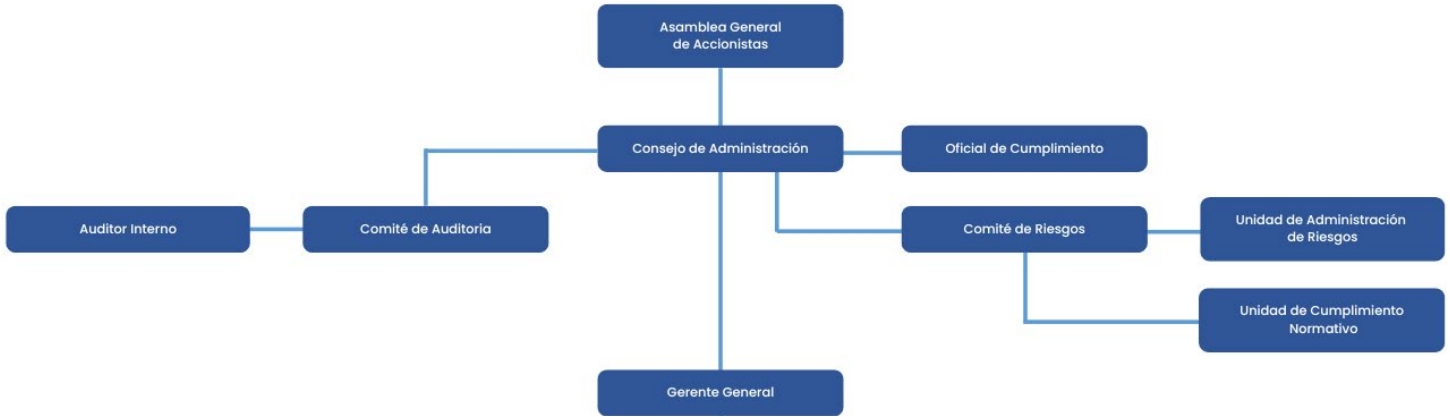 Asamblea General
de Accionistas
Consejo de Administración
Oficial de Cumplimiento
Auditor Interno
Comité de Auditoria
Comité de Riesgos
Unidad de Administración
de Riesgos
Unidad de Cumplimiento
Normativo
Gerente General